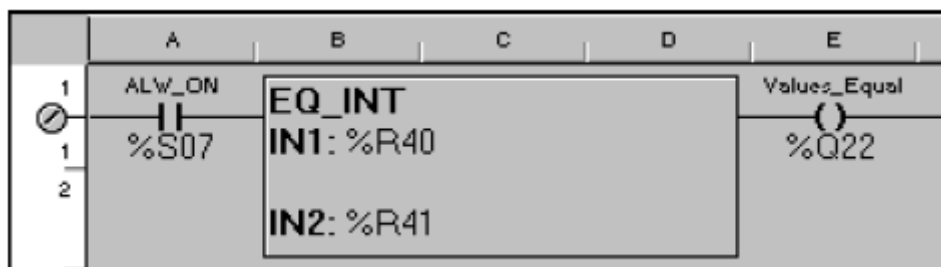 A B C D E
1 ALW_ON EQ_INT Values_Equal
%S07 IN1: %R40 %Q22
1
2
IN2: %R41